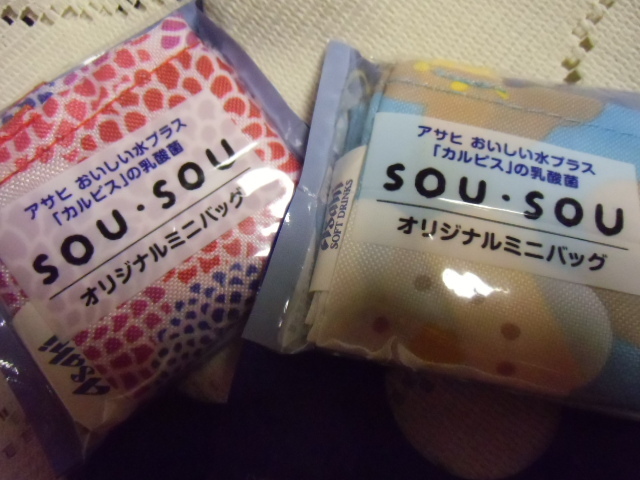 アサヒ おいしい水プラス
「カルピス」の乳酸菌
SOU・SOU
オリジナルミニバッグ
Asahi
アサヒ おいしい水プラス
「カルピス」の乳酸菌
SOU・SOU
オリジナルミニバッグ
Asahi
SOFT DRINKS